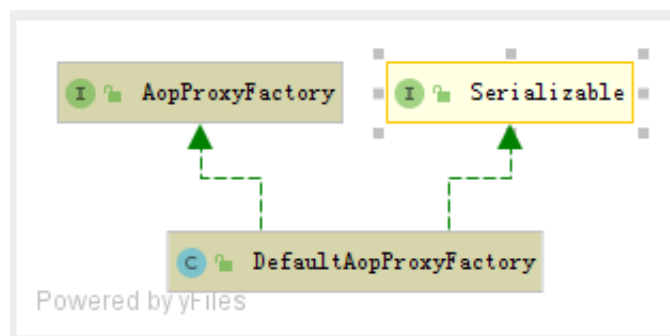 I AopProxyFactory
I Serializable
C DefaultAopProxyFactory
Powered by yFiles